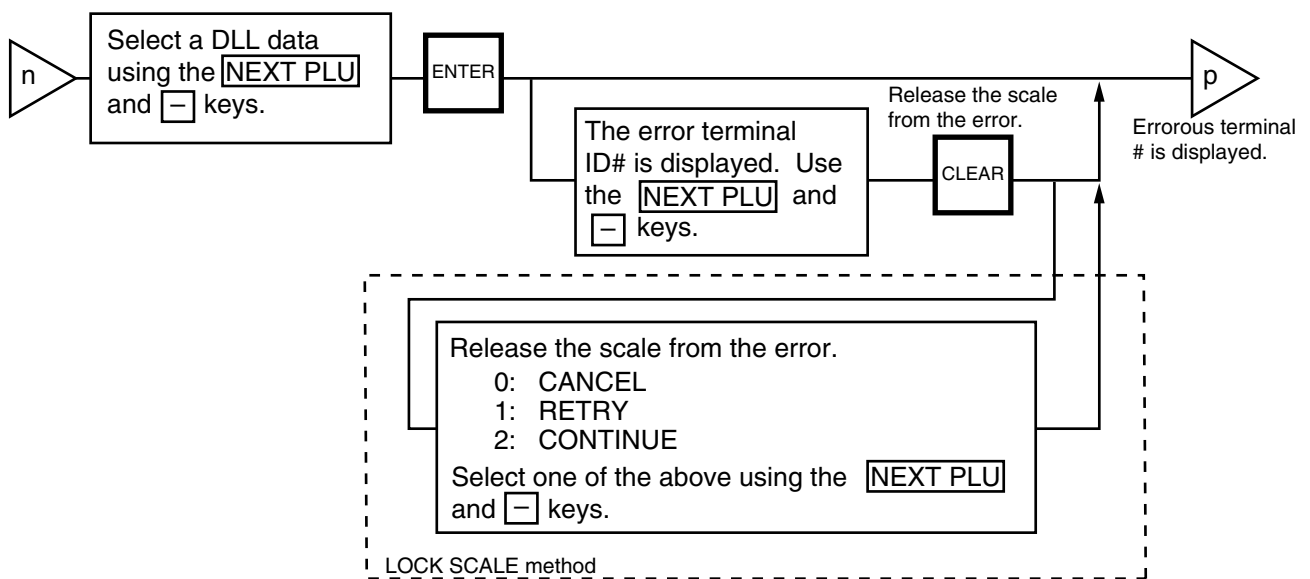 n
Select a DLL data
using the NEXT PLU
and – keys.
ENTER
The error terminal
ID# is displayed. Use
the NEXT PLU and
– keys.
Release the scale
from the error.
CLEAR
p
Errorous terminal
# is displayed.
Release the scale from the error.
0: CANCEL
1: RETRY
2: CONTINUE
Select one of the above using the NEXT PLU
and – keys.
LOCK SCALE method